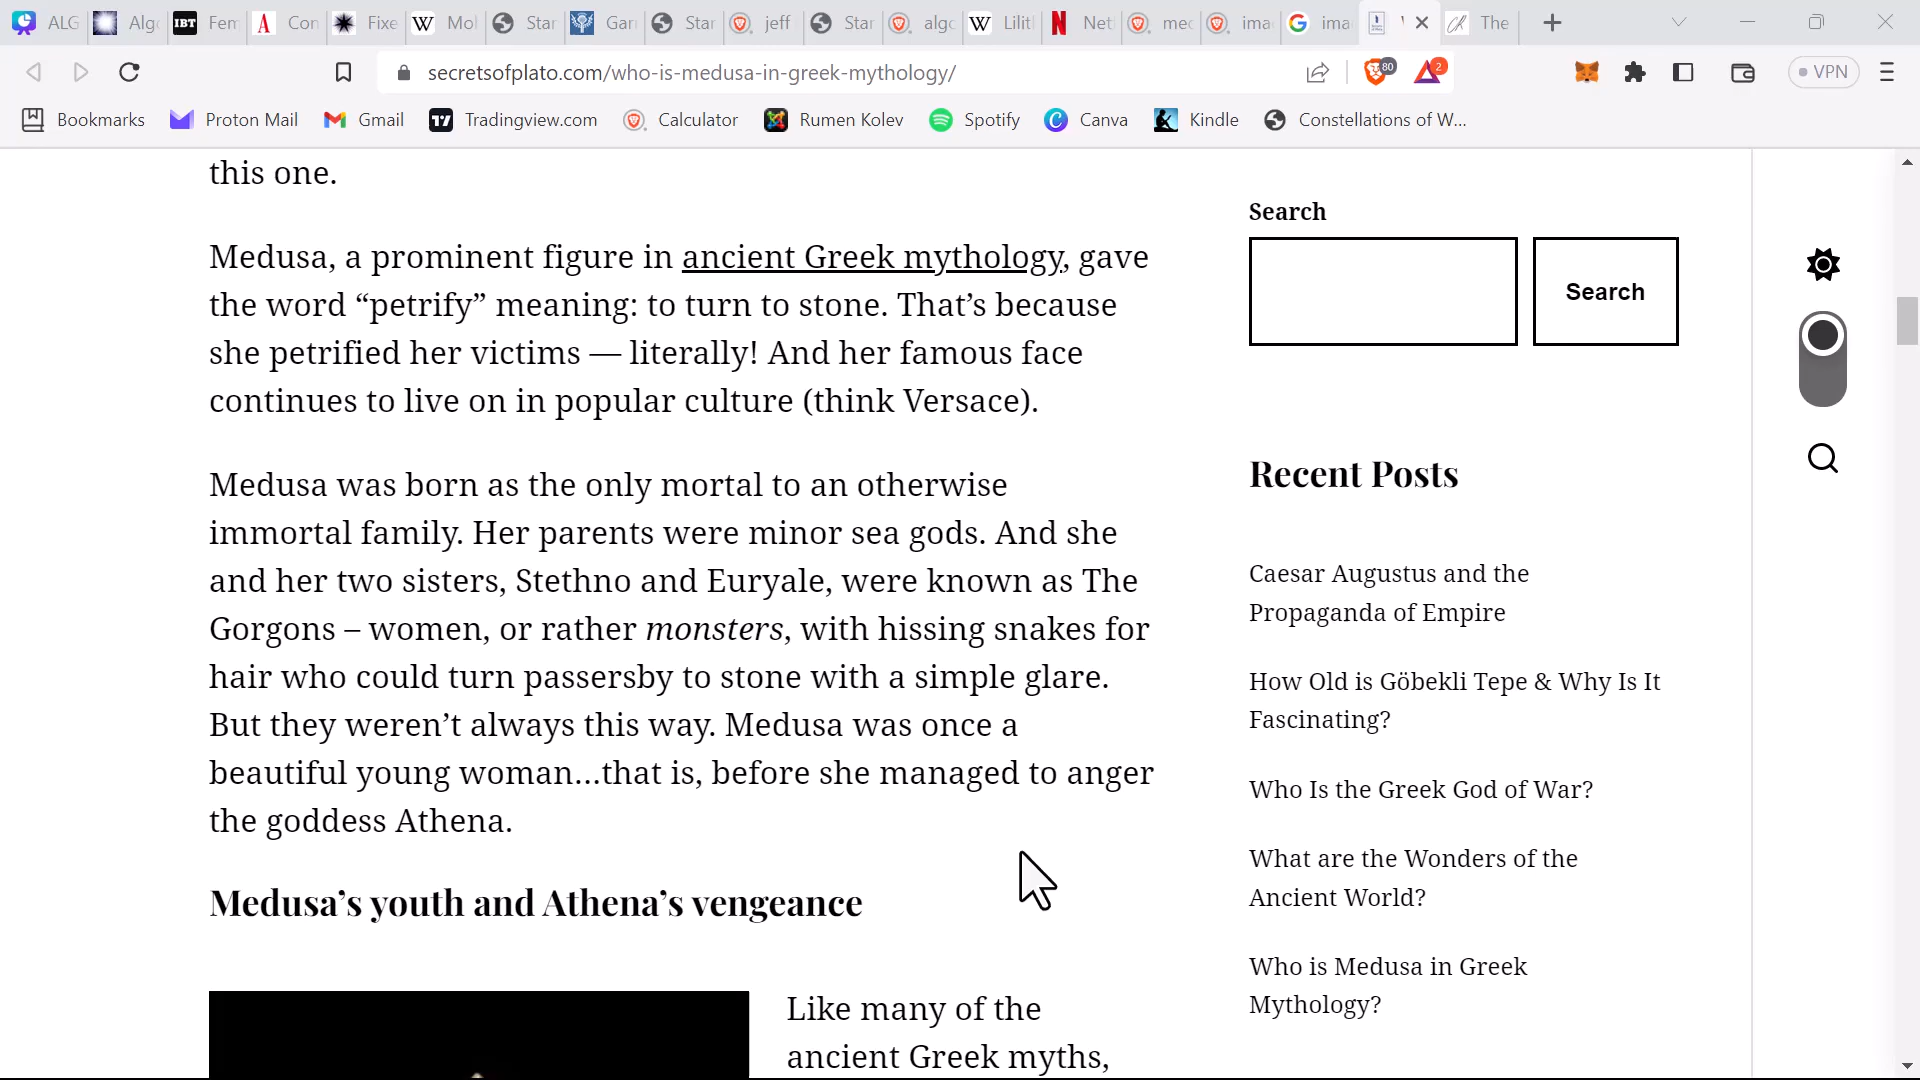 ALG
Algo
IBT
Fem
A
Con
Fixe
W
Mol
Star
Gar
Star
jeff
Star
algo
W
Lilit
N
Net
med
ima
G
ima
The
secretsofplato.com/who-is-medusa-in-greek-mythology/
80
2
VPN
Bookmarks
Proton Mail
Gmail
Tradingview.com
Calculator
Rumen Kolev
Spotify
Canva
Kindle
Constellations of W...
this one.
Medusa, a prominent figure in ancient Greek mythology, gave
the word “petrify” meaning: to turn to stone. That’s because
she petrified her victims — literally! And her famous face
continues to live on in popular culture (think Versace).
Medusa was born as the only mortal to an otherwise
immortal family. Her parents were minor sea gods. And she
and her two sisters, Stethno and Euryale, were known as The
Gorgons – women, or rather monsters, with hissing snakes for
hair who could turn passersby to stone with a simple glare.
But they weren’t always this way. Medusa was once a
beautiful young woman…that is, before she managed to anger
the goddess Athena.
Medusa’s youth and Athena’s vengeance
Like many of the
ancient Greek myths,
Search
Search
Recent Posts
Caesar Augustus and the
Propaganda of Empire
How Old is Göbekli Tepe & Why Is It
Fascinating?
Who Is the Greek God of War?
What are the Wonders of the
Ancient World?
Who is Medusa in Greek
Mythology?